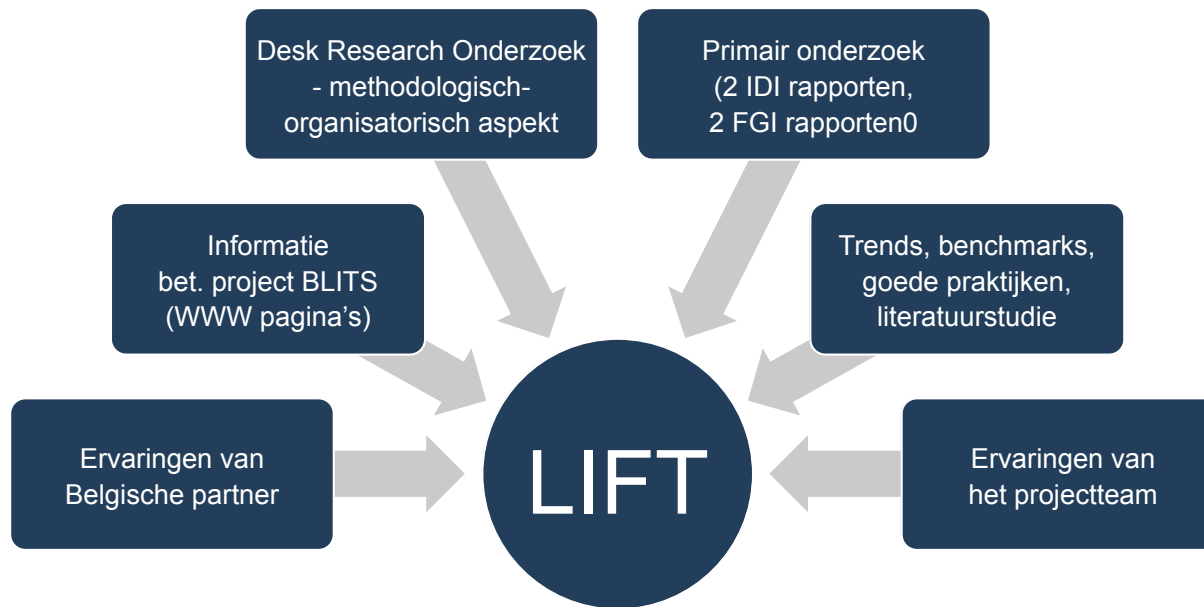 Desk Research Onderzoek
- methodologisch-
organisatorisch aspekt
Primair onderzoek
(2 IDI rapporten,
2 FGI rapporten0
Informatie
bet. project BLITS
(WWW pagina's)
Trends, benchmarks,
goede praktijken,
literatuurstudie
Ervaringen van
Belgische partner
LIFT
Ervaringen van
het projectteam